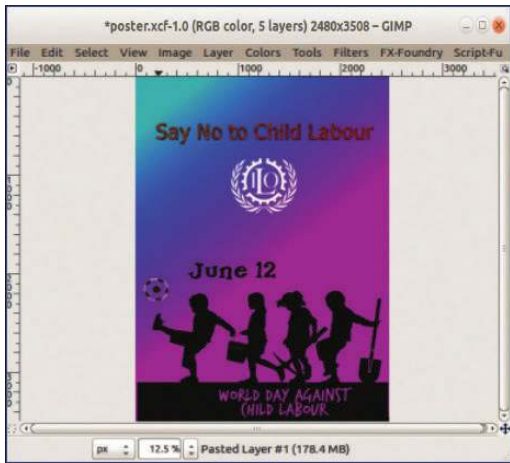 *poster.xcf-1.0 (RGB color, 5 layers) 2480x3508 – GIMP
File Edit Select View Image Layer Colors Tools Filters FX-Foundry Script-Fu
-1000 0 1000 2000 3000
Say No to Child Labour
ILO
June 12
WORLD DAY AGAINST
CHILD LABOUR
px 12.5 % Pasted Layer #1 (178.4 MB)